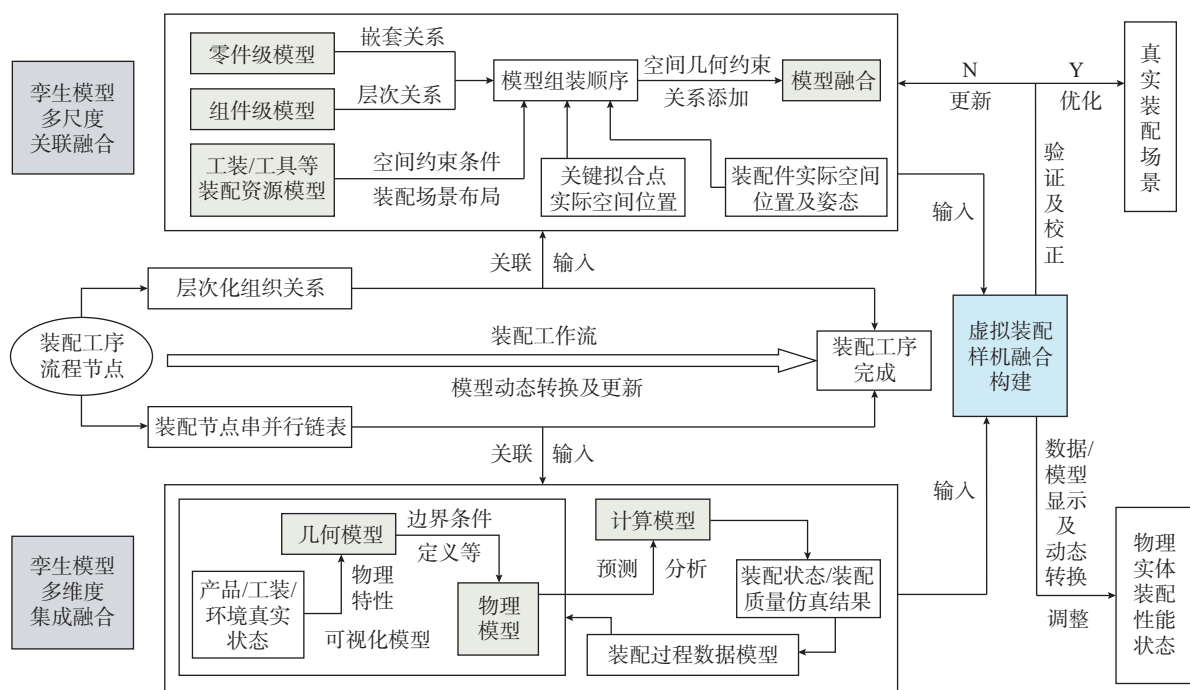 孪生模型
多尺度
关联融合
零件级模型
嵌套关系
组件级模型
层次关系
工装/工具等
装配资源模型
空间约束条件
装配场景布局
模型组装顺序
空间几何约束
关系添加
模型融合
关键拟合点
实际空间位置
装配件实际空间
位置及姿态
N
更新
Y
优化
真
实
装
配
场
景
验
证
及
校
正
输入
关联
输入
层次化组织关系
装配工序
流程节点
装配工作流
模型动态转换及更新
装配工序
完成
装配节点串并行链表
关联
输入
虚拟装配
样机融合
构建
输入
数据/
模型
显示
及
动态
转换
调整
物理
实体
装配
性能
状态
孪生模型
多维度
集成融合
几何模型
边界条件
定义等
产品/工装/
环境真实
状态
物理
特性
可视化模型
物理
模型
计算模型
预测
分析
装配状态/装配
质量仿真结果
装配过程数据模型